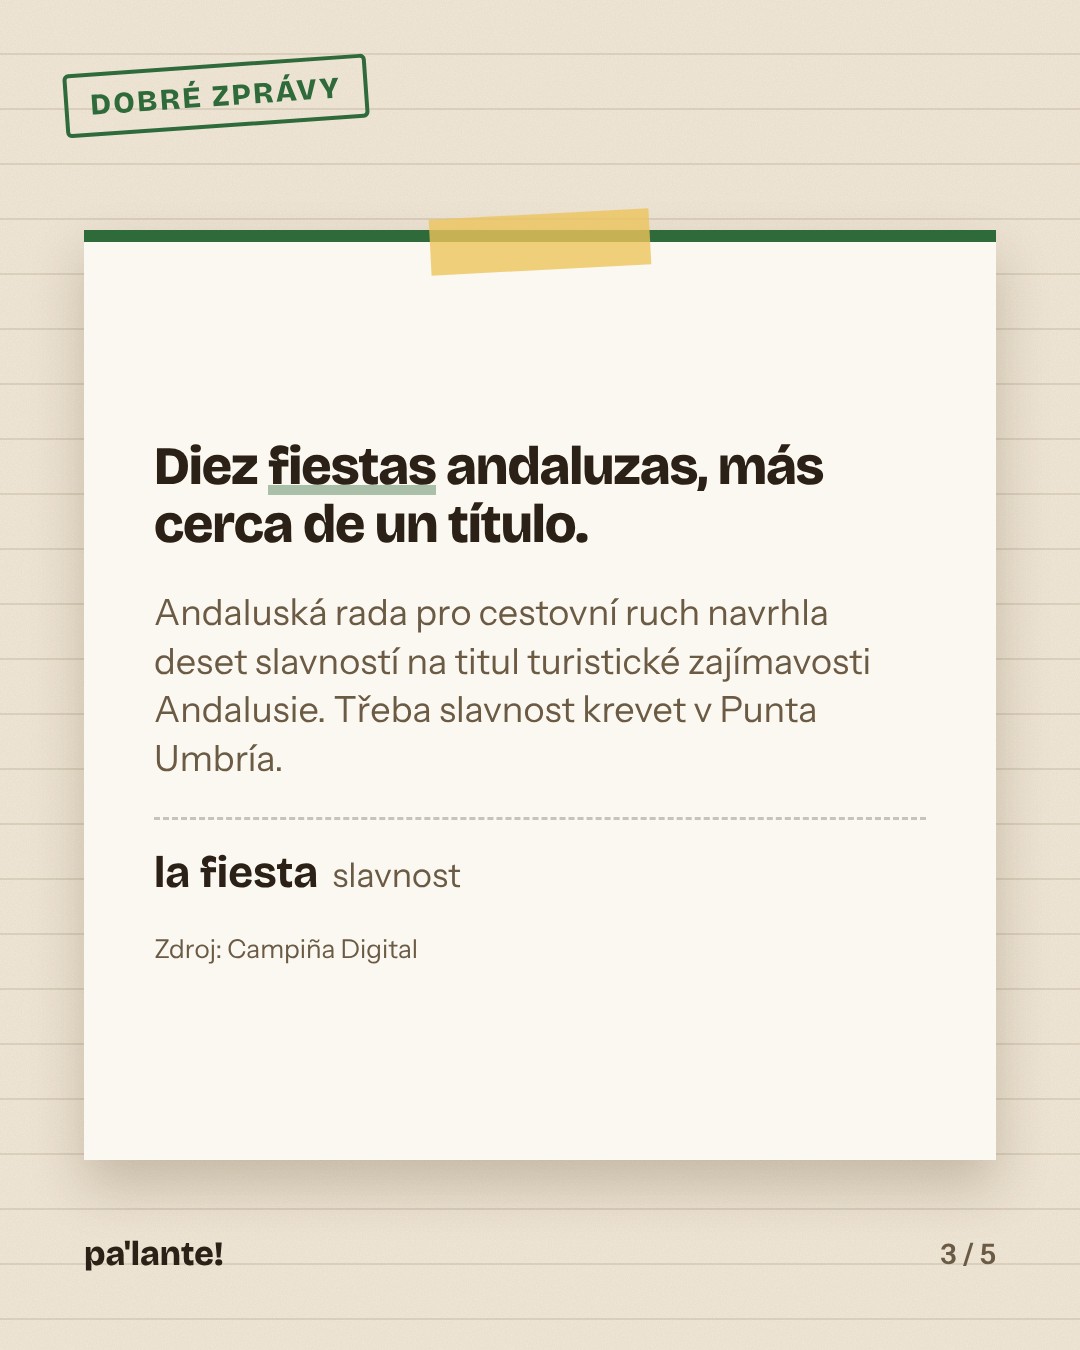 DOBRÉ ZPRÁVY
Diez fiestas andaluzas, más
cerca de un título.
Andaluská rada pro cestovní ruch navrhla
deset slavností na titul turistické zajímavosti
Andalusie. Třeba slavnost krevet v Punta
Umbría.
la fiesta slavnost
Zdroj: Campiña Digital
pa'lante!
3 / 5